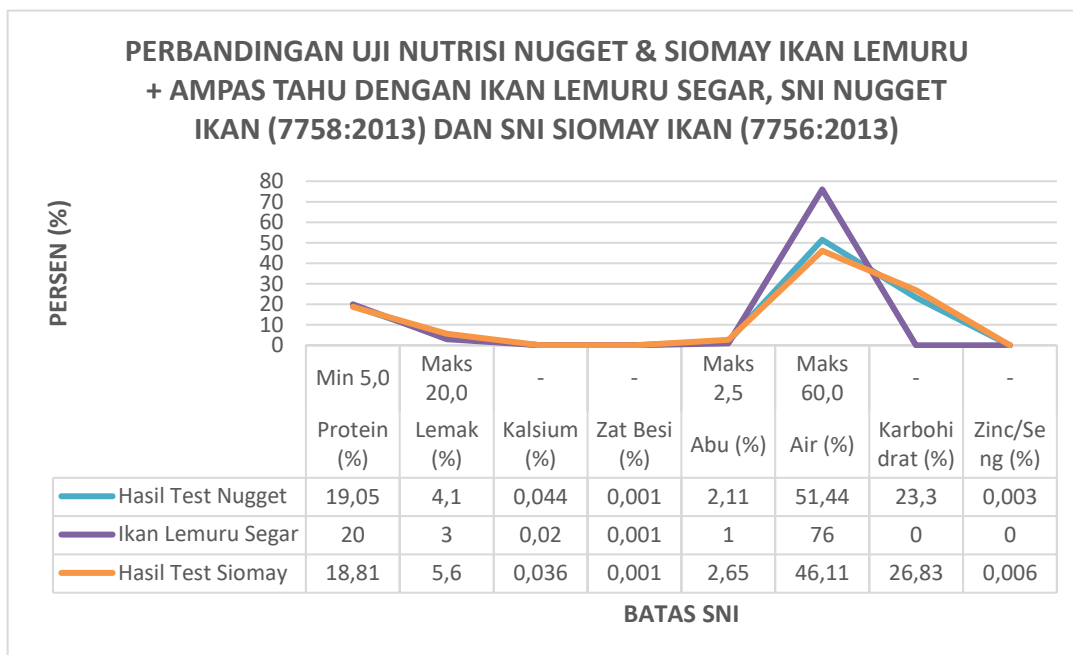 PERBANDINGAN UJI NUTRISI NUGGET & SIOMAY IKAN LEMURU
+ AMPAS TAHU DENGAN IKAN LEMURU SEGAR, SNI NUGGET
IKAN (7758:2013) DAN SNI SIOMAY IKAN (7756:2013)
PERSEN (%)
80
70
60
50
40
30
20
10
0
Min 5,0 Maks 20,0 - - Maks 2,5 Maks 60,0 - -
Protein (%) Lemak (%) Kalsium (%) Zat Besi (%) Abu (%) Air (%) Karbohi drat (%) Zinc/Se ng (%)
Hasil Test Nugget 19,05 4,1 0,044 0,001 2,11 51,44 23,3 0,003
Ikan Lemuru Segar 20 3 0,02 0,001 1 76 0 0
Hasil Test Siomay 18,81 5,6 0,036 0,001 2,65 46,11 26,83 0,006
BATAS SNI